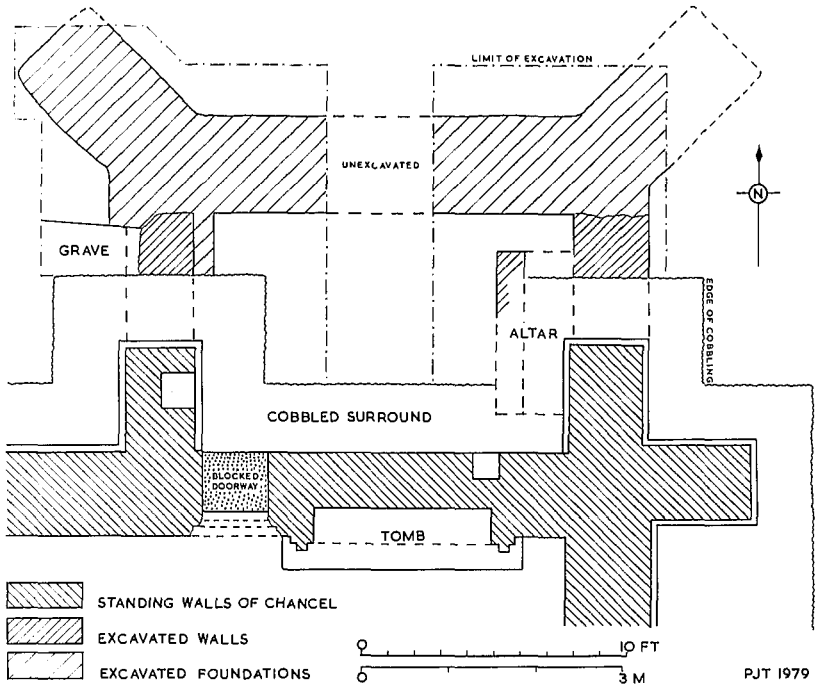 LIMIT OF EXCAVATION
UNEXCAVATED
N
GRAVE
EDGE OF COBBLING
ALTAR
COBBLED SURROUND
BLOCKED
DOORWAY
TOMB
STANDING WALLS OF CHANCEL
EXCAVATED WALLS
EXCAVATED FOUNDATIONS
0 10 FT
0 3 M
PJT 1979